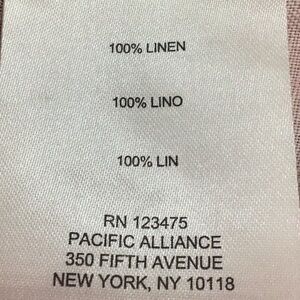 100% LINEN
100% LINO
100% LIN
RN 123475
PACIFIC ALLIANCE
350 FIFTH AVENUE
NEW YORK, NY 10118